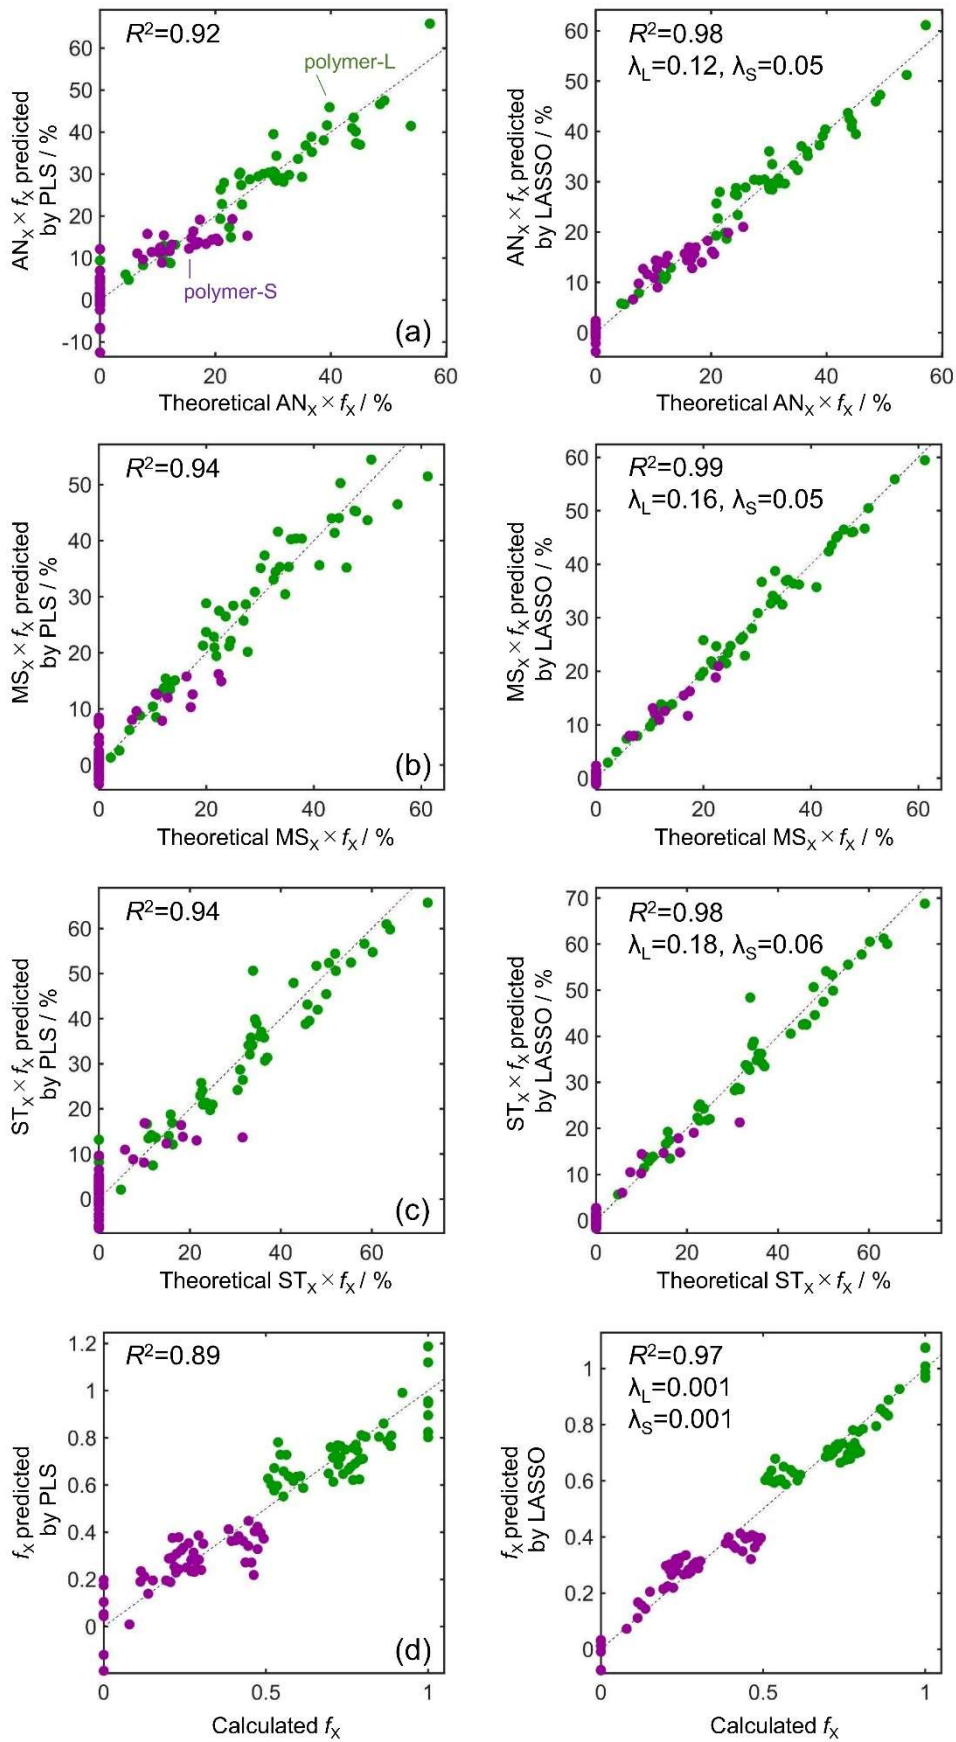 R²=0.92
polymer-L
polymer-S
(a)
60
50
40
30
20
10
0
-10
0 20 40 60
AN_X × f_X predicted
by PLS / %
Theoretical AN_X × f_X / %
R²=0.98
λ_L=0.12, λ_S=0.05
60
50
40
30
20
10
0
0 20 40 60
AN_X × f_X predicted
by LASSO / %
Theoretical AN_X × f_X / %
R²=0.94
(b)
50
40
30
20
10
0
0 20 40 60
MS_X × f_X predicted
by PLS / %
Theoretical MS_X × f_X / %
R²=0.99
λ_L=0.16, λ_S=0.05
60
50
40
30
20
10
0
0 20 40 60
MS_X × f_X predicted
by LASSO / %
Theoretical MS_X × f_X / %
R²=0.94
(c)
60
50
40
30
20
10
0
0 20 40 60
ST_X × f_X predicted
by PLS / %
Theoretical ST_X × f_X / %
R²=0.98
λ_L=0.18, λ_S=0.06
70
60
50
40
30
20
10
0
0 20 40 60
ST_X × f_X predicted
by LASSO / %
Theoretical ST_X × f_X / %
R²=0.89
(d)
1.2
1
0.8
0.6
0.4
0.2
0
0 0.5 1
f_X predicted
by PLS
Calculated f_X
R²=0.97
λ_L=0.001
λ_S=0.001
1
0.8
0.6
0.4
0.2
0
0 0.5 1
f_X predicted
by LASSO
Calculated f_X